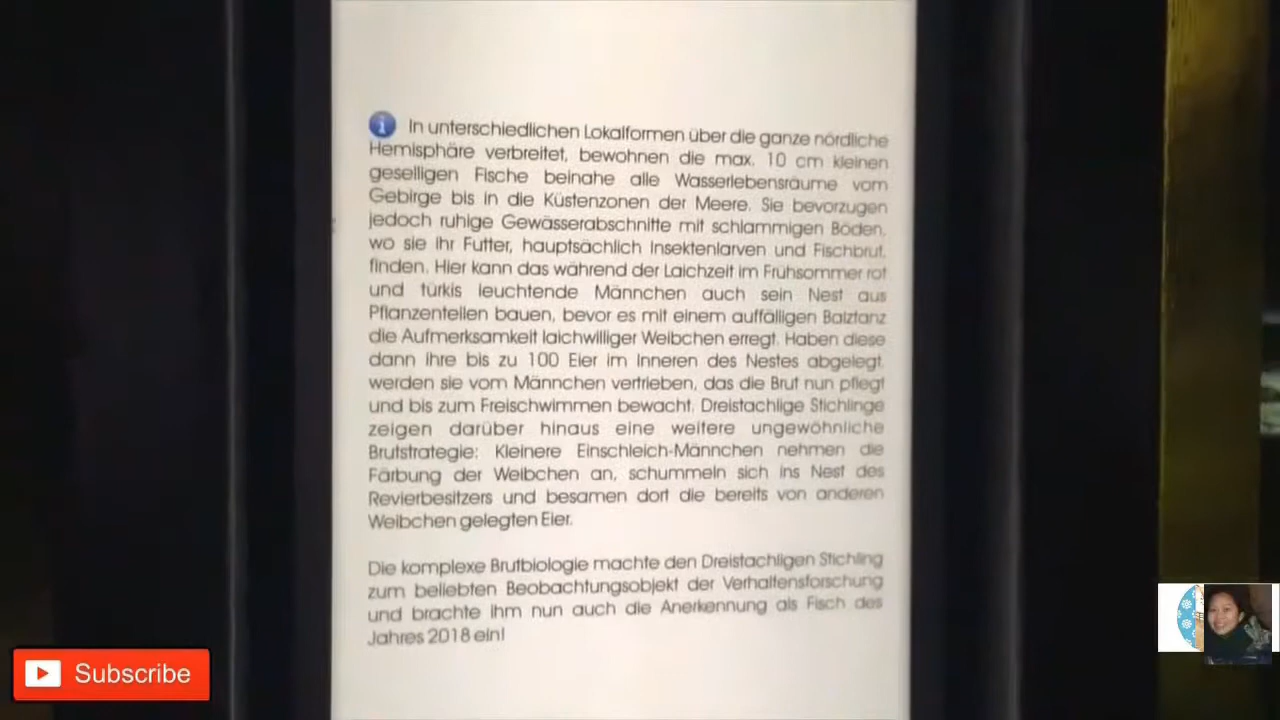 In unterschiedlichen Lokalformen über die ganze nördliche
Hemisphäre verbreitet, bewohnen die max. 10 cm kleinen
geselligen Fische beinahe alle Wasserlebensräume vom
Gebirge bis in die Küstenzonen der Meere. Sie bevorzugen
jedoch ruhige Gewässerabschnitte mit schlammigen Böden,
wo sie ihr Futter, hauptsächlich Insektenlarven und Fischbrut,
finden. Hier kann das während der Laichzeit im Frühsommer rot
und türkis leuchtende Männchen auch sein Nest aus
Pflanzenteilen bauen, bevor es mit einem auffälligen Balztanz
die Aufmerksamkeit laichwilliger Weibchen erregt. Haben diese
dann ihre bis zu 100 Eier im Inneren des Nestes abgelegt,
werden sie vom Männchen vertrieben, das die Brut nun pflegt
und bis zum Freischwimmen bewacht. Dreistachlige Stichlinge
zeigen darüber hinaus eine weitere ungewöhnliche
Brutstrategie: Kleinere Einschleich-Männchen nehmen die
Färbung der Weibchen an, schummeln sich ins Nest des
Revierbesitzers und besamen dort die bereits von anderen
Weibchen gelegten Eier.
Die komplexe Brutbiologie machte den Dreistachligen Stichling
zum beliebten Beobachtungsobjekt der Verhaltensforschung
und brachte ihm nun auch die Anerkennung als Fisch des
Jahres 2018 ein!
Subscribe